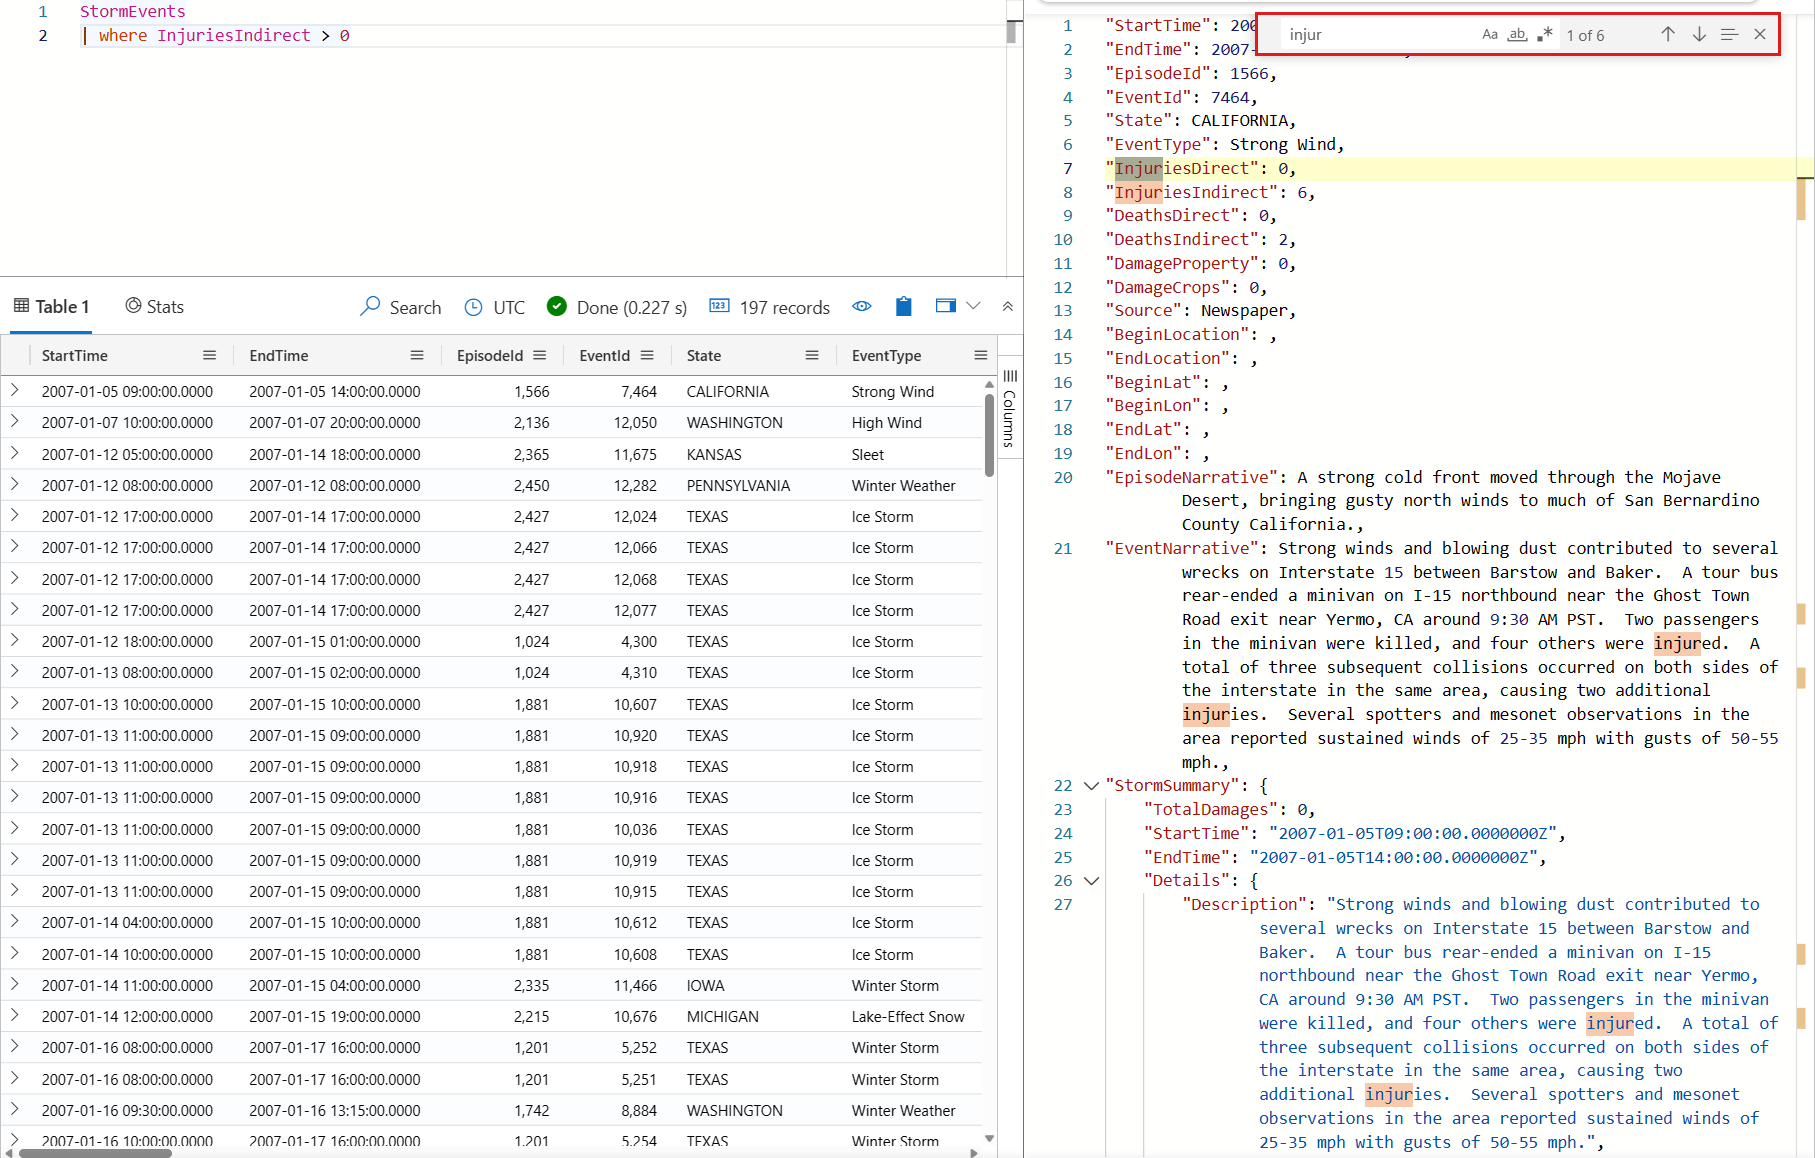 1 StormEvents
2 | where InjuriesIndirect > 0
Table 1 Stats Search UTC Done (0.227 s) 197 records
StartTime EndTime EpisodeId EventId State EventType
2007-01-05 09:00:00.0000 2007-01-05 14:00:00.0000 1,566 7,464 CALIFORNIA Strong Wind
2007-01-07 10:00:00.0000 2007-01-07 20:00:00.0000 2,136 12,050 WASHINGTON High Wind
2007-01-12 05:00:00.0000 2007-01-14 18:00:00.0000 2,365 11,675 KANSAS Sleet
2007-01-12 08:00:00.0000 2007-01-12 08:00:00.0000 2,450 12,282 PENNSYLVANIA Winter Weather
2007-01-12 17:00:00.0000 2007-01-14 17:00:00.0000 2,427 12,024 TEXAS Ice Storm
2007-01-12 17:00:00.0000 2007-01-14 17:00:00.0000 2,427 12,066 TEXAS Ice Storm
2007-01-12 17:00:00.0000 2007-01-14 17:00:00.0000 2,427 12,068 TEXAS Ice Storm
2007-01-12 17:00:00.0000 2007-01-14 17:00:00.0000 2,427 12,077 TEXAS Ice Storm
2007-01-12 18:00:00.0000 2007-01-15 01:00:00.0000 1,024 4,300 TEXAS Ice Storm
2007-01-13 08:00:00.0000 2007-01-15 02:00:00.0000 1,024 4,310 TEXAS Ice Storm
2007-01-13 10:00:00.0000 2007-01-15 10:00:00.0000 1,881 10,607 TEXAS Ice Storm
2007-01-13 11:00:00.0000 2007-01-15 09:00:00.0000 1,881 10,920 TEXAS Ice Storm
2007-01-13 11:00:00.0000 2007-01-15 09:00:00.0000 1,881 10,918 TEXAS Ice Storm
2007-01-13 11:00:00.0000 2007-01-15 09:00:00.0000 1,881 10,916 TEXAS Ice Storm
2007-01-13 11:00:00.0000 2007-01-15 09:00:00.0000 1,881 10,036 TEXAS Ice Storm
2007-01-13 11:00:00.0000 2007-01-15 09:00:00.0000 1,881 10,919 TEXAS Ice Storm
2007-01-13 11:00:00.0000 2007-01-15 09:00:00.0000 1,881 10,915 TEXAS Ice Storm
2007-01-14 04:00:00.0000 2007-01-15 10:00:00.0000 1,881 10,612 TEXAS Ice Storm
2007-01-14 10:00:00.0000 2007-01-15 10:00:00.0000 1,881 10,608 TEXAS Ice Storm
2007-01-14 11:00:00.0000 2007-01-15 04:00:00.0000 2,335 11,466 IOWA Winter Storm
2007-01-14 12:00:00.0000 2007-01-15 19:00:00.0000 2,215 10,676 MICHIGAN Lake-Effect Snow
2007-01-16 08:00:00.0000 2007-01-17 16:00:00.0000 1,201 5,252 TEXAS Winter Storm
2007-01-16 08:00:00.0000 2007-01-17 16:00:00.0000 1,201 5,251 TEXAS Winter Storm
2007-01-16 09:30:00.0000 2007-01-16 13:15:00.0000 1,742 8,884 WASHINGTON Winter Weather
2007-01-16 10:00:00.0000 2007-01-17 16:00:00.0000 1,201 5,254 TEXAS Winter Storm
Columns
injur Aa ab 1 of 6
1 "StartTime": 200
2 "EndTime": 2007-
3 "EpisodeId": 1566,
4 "EventId": 7464,
5 "State": CALIFORNIA,
6 "EventType": Strong Wind,
7 "InjuriesDirect": 0,
8 "InjuriesIndirect": 6,
9 "DeathsDirect": 0,
10 "DeathsIndirect": 2,
11 "DamageProperty": 0,
12 "DamageCrops": 0,
13 "Source": Newspaper,
14 "BeginLocation": ,
15 "EndLocation": ,
16 "BeginLat": ,
17 "BeginLon": ,
18 "EndLat": ,
19 "EndLon": ,
20 "EpisodeNarrative": A strong cold front moved through the Mojave
Desert, bringing gusty north winds to much of San Bernardino
County California.,
21 "EventNarrative": Strong winds and blowing dust contributed to several
wrecks on Interstate 15 between Barstow and Baker.  A tour bus
rear-ended a minivan on I-15 northbound near the Ghost Town
Road exit near Yermo, CA around 9:30 AM PST.  Two passengers
in the minivan were killed, and four others were injured.  A
total of three subsequent collisions occurred on both sides of
the interstate in the same area, causing two additional
injuries.  Several spotters and mesonet observations in the
area reported sustained winds of 25-35 mph with gusts of 50-55
mph.,
22 "StormSummary": {
23 "TotalDamages": 0,
24 "StartTime": "2007-01-05T09:00:00.0000000Z",
25 "EndTime": "2007-01-05T14:00:00.0000000Z",
26 "Details": {
27 "Description": "Strong winds and blowing dust contributed to
several wrecks on Interstate 15 between Barstow and
Baker.  A tour bus rear-ended a minivan on I-15
northbound near the Ghost Town Road exit near Yermo,
CA around 9:30 AM PST.  Two passengers in the minivan
were killed, and four others were injured.  A total of
three subsequent collisions occurred on both sides of
the interstate in the same area, causing two
additional injuries.  Several spotters and mesonet
observations in the area reported sustained winds of
25-35 mph with gusts of 50-55 mph.",